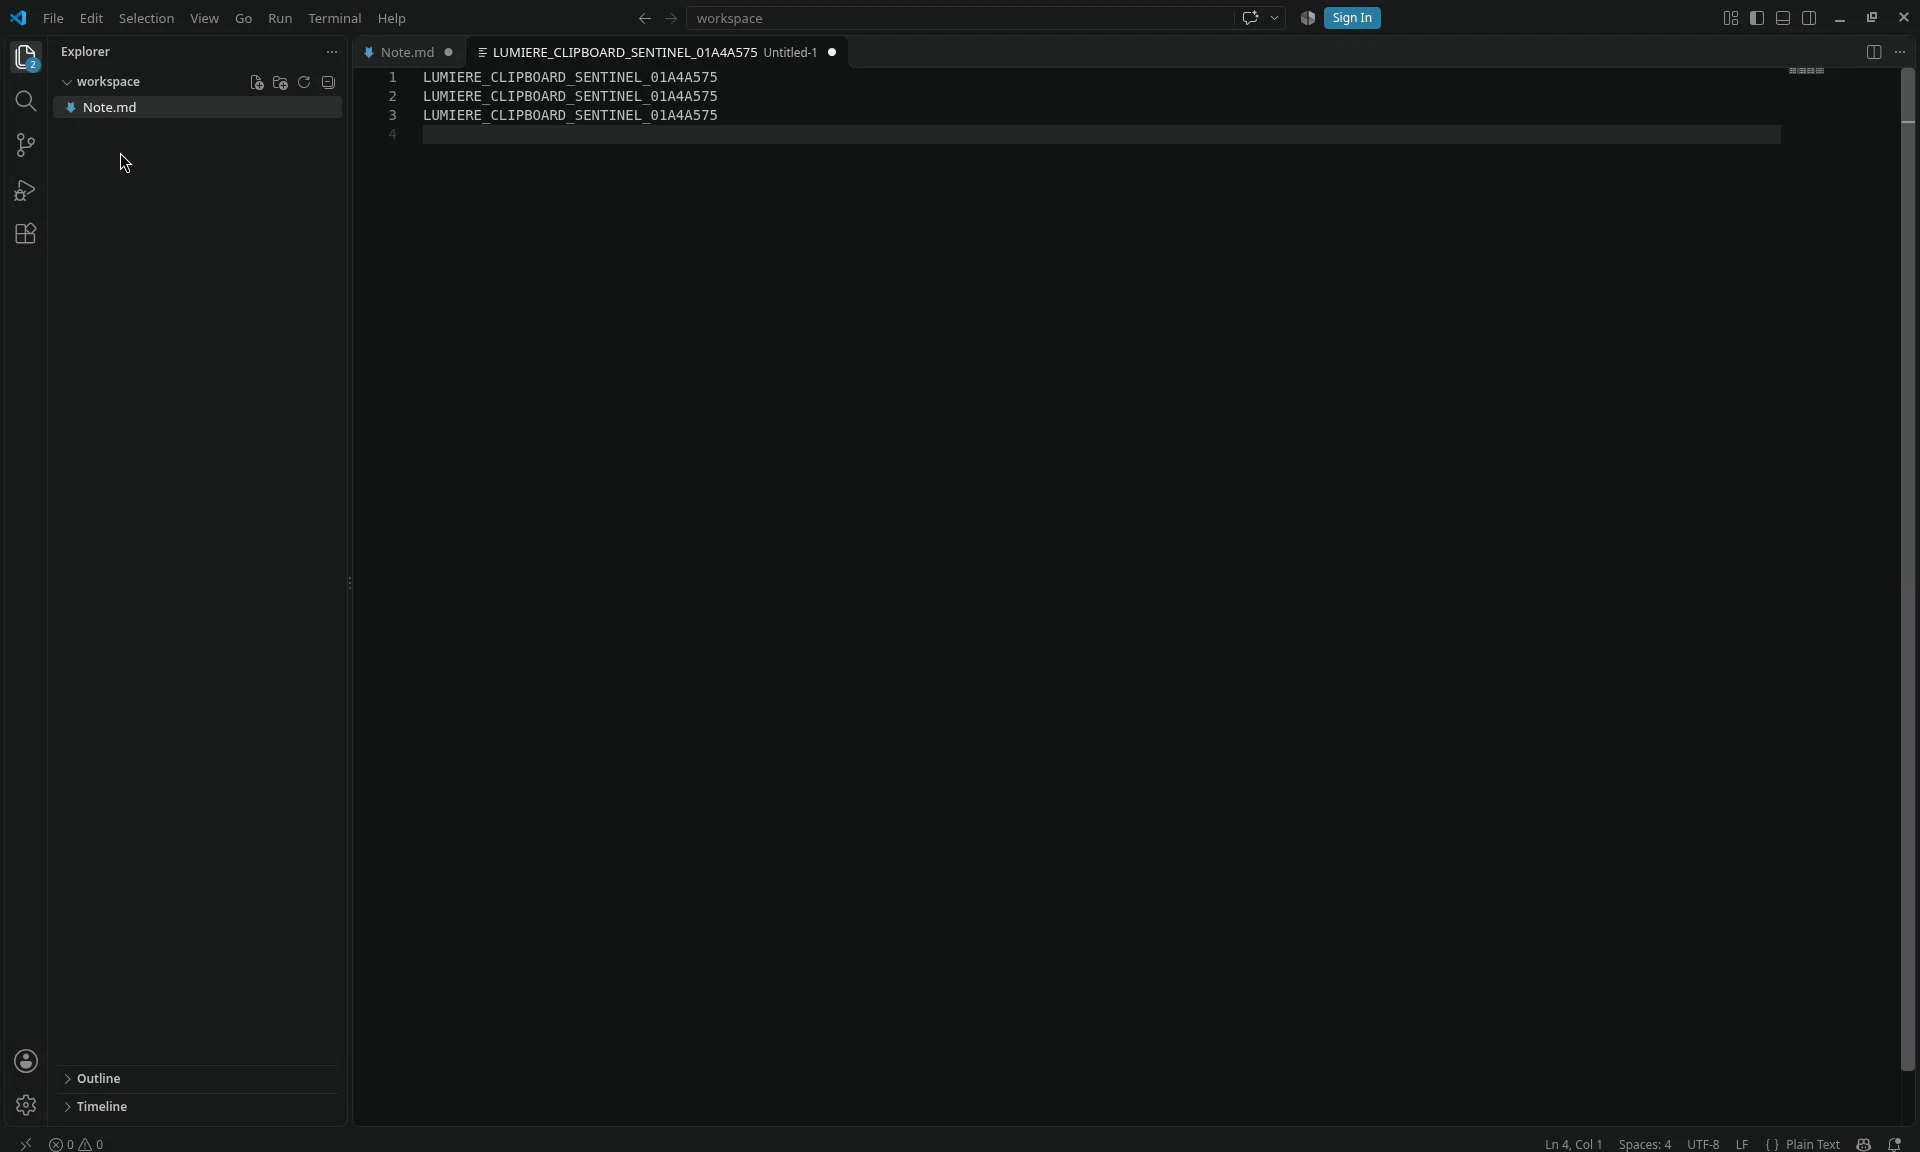 File Edit Selection View Go Run Terminal Help
workspace
Sign In
Explorer
2
workspace
Note.md
Note.md
LUMIERE_CLIPBOARD_SENTINEL_01A4A575 Untitled-1
1 LUMIERE_CLIPBOARD_SENTINEL_01A4A575
2 LUMIERE_CLIPBOARD_SENTINEL_01A4A575
3 LUMIERE_CLIPBOARD_SENTINEL_01A4A575
4
Outline
Timeline
0 0
Ln 4, Col 1 Spaces: 4 UTF-8 LF { } Plain Text